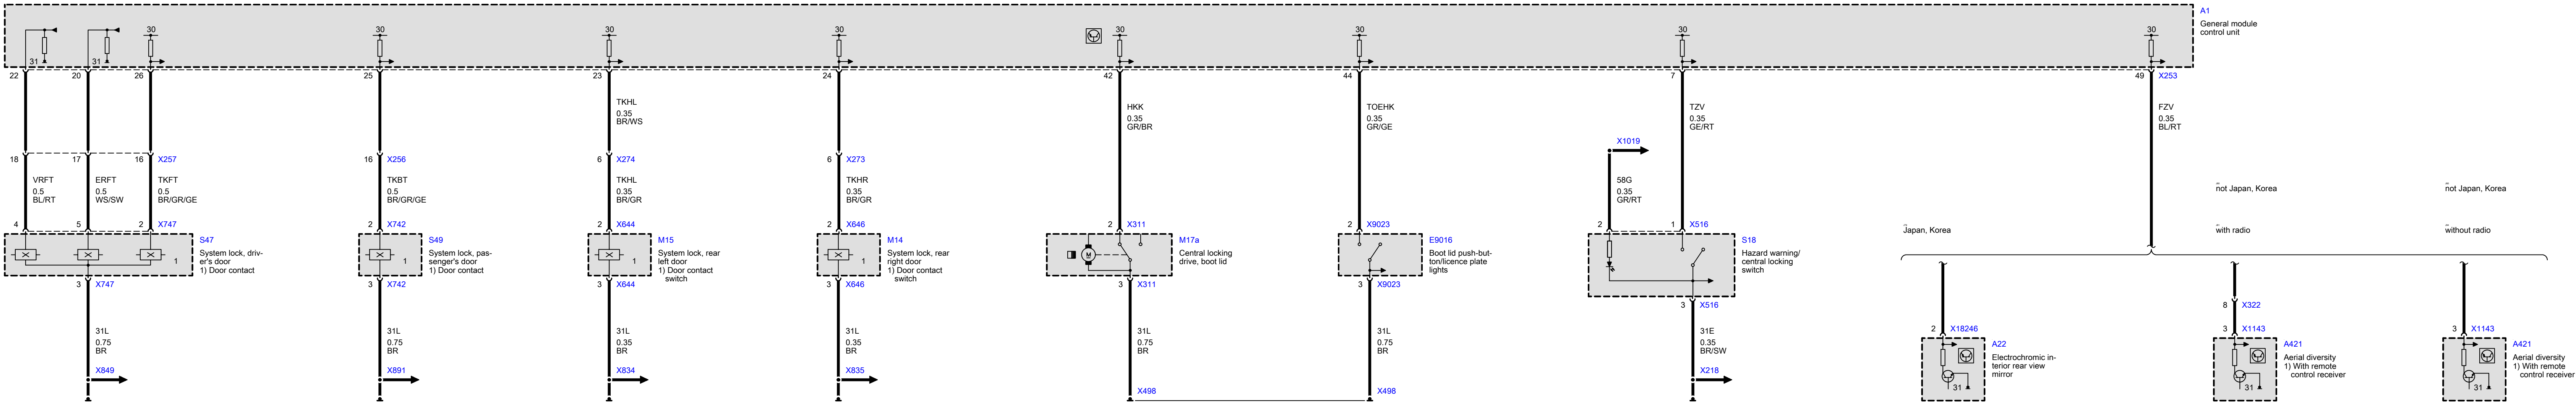 A1
General module
control unit
30 30 30 30 30 30 30 30
31 31
22 20 26 25 23 24 42 44 7 49 X253
TKHL
0.35
BR/WS
HKK
0.35
GR/BR
TOEHK
0.35
GR/GE
TZV
0.35
GE/RT
FZV
0.35
BL/RT
X1019
18 17 16 X257
16 X256
6 X274
6 X273
VRFT
0.5
BL/RT
ERFT
0.5
WS/SW
TKFT
0.5
BR/GR/GE
TKBT
0.5
BR/GR/GE
TKHL
0.35
BR/GR
TKHR
0.35
BR/GR
58G
0.35
GR/RT
not Japan, Korea
not Japan, Korea
4 5 2 X747
2 X742
2 X644
2 X646
2 X311
2 X9023
2 1 X516
Japan, Korea
with radio
without radio
S47
System lock, driv-
er's door
1) Door contact
1
S49
System lock, pas-
senger's door
1) Door contact
1
M15
System lock, rear
left door
1) Door contact
switch
1
M14
System lock, rear
right door
1) Door contact
switch
1
M17a
Central locking
drive, boot lid
M
E9016
Boot lid push-but-
ton/licence plate
lights
S18
Hazard warning/
central locking
switch
3 X747
3 X742
3 X644
3 X646
3 X311
3 X9023
3 X516
8 X322
31L
0.75
BR
31L
0.75
BR
31L
0.35
BR
31L
0.35
BR
31L
0.75
BR
31L
0.75
BR
31E
0.35
BR/SW
2 X18246
3 X1143
3 X1143
A22
Electrochromic in-
terior rear view
mirror
31
A421
Aerial diversity
1) With remote
control receiver
31
A421
Aerial diversity
1) With remote
control receiver
31
X849
X891
X834
X835
X498
X498
X218